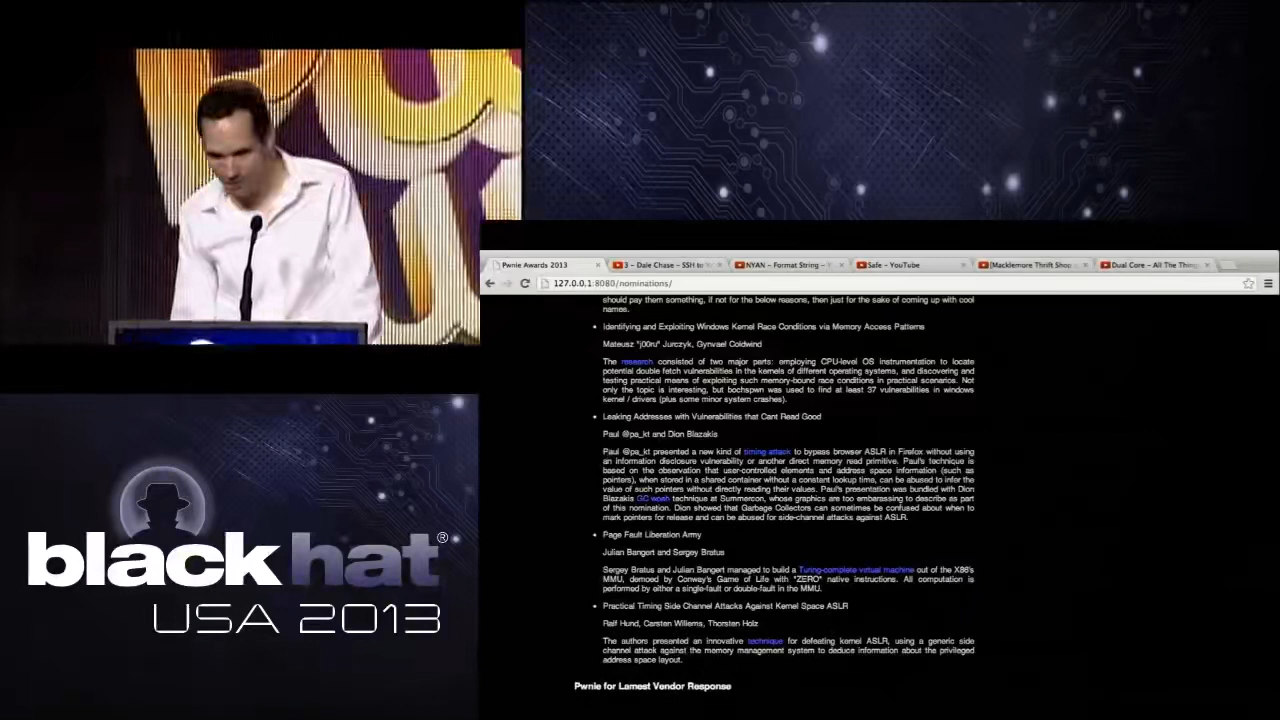 Pwnie Awards 2013
3 - Dale Chase - SSH to
NYAN - Format String -
Safe - YouTube
[Macklemore Thrift Shop
Dual Core - All The Thing
127.0.0.1:8080/nominations/
should pay them something, if not for the below reasons, then just for the sake of coming up with cool
names.
Identifying and Exploiting Windows Kernel Race Conditions via Memory Access Patterns
Mateusz "j00ru" Jurczyk, Gynvael Coldwind
The research consisted of two major parts: employing CPU-level OS instrumentation to locate
potential double fetch vulnerabilities in the kernels of different operating systems, and discovering and
testing practical means of exploiting such memory-bound race conditions in practical scenarios. Not
only the topic is interesting, but bochspwn was used to find at least 37 vulnerabilities in windows
kernel / drivers (plus some minor system crashes).
Leaking Addresses with Vulnerabilities that Cant Read Good
Paul @pa_kt and Dion Blazakis
Paul @pa_kt presented a new kind of timing attack to bypass browser ASLR in Firefox without using
an information disclosure vulnerability or another direct memory read primitive. Paul's technique is
based on the observation that user-controlled elements and address space information (such as
pointers), when stored in a shared container without a constant lookup time, can be abused to infer the
value of such pointers without directly reading their values. Paul's presentation was bundled with Dion
Blazakis GC woah technique at Summercon, whose graphics are too embarassing to describe as part
of this nomination. Dion showed that Garbage Collectors can sometimes be confused about when to
mark pointers for release and can be abused for side-channel attacks against ASLR.
Page Fault Liberation Army
Julian Bangert and Sergey Bratus
Sergey Bratus and Julian Bangert managed to build a Turing-complete virtual machine out of the X86's
MMU, demoed by Conway's Game of Life with *ZERO* native instructions. All computation is
performed by either a single-fault or double-fault in the MMU.
Practical Timing Side Channel Attacks Against Kernel Space ASLR
Ralf Hund, Carsten Willems, Thorsten Holz
The authors presented an innovative technique for defeating kernel ASLR, using a generic side
channel attack against the memory management system to deduce information about the privileged
address space layout.
Pwnie for Lamest Vendor Response
blackhat®
USA 2013